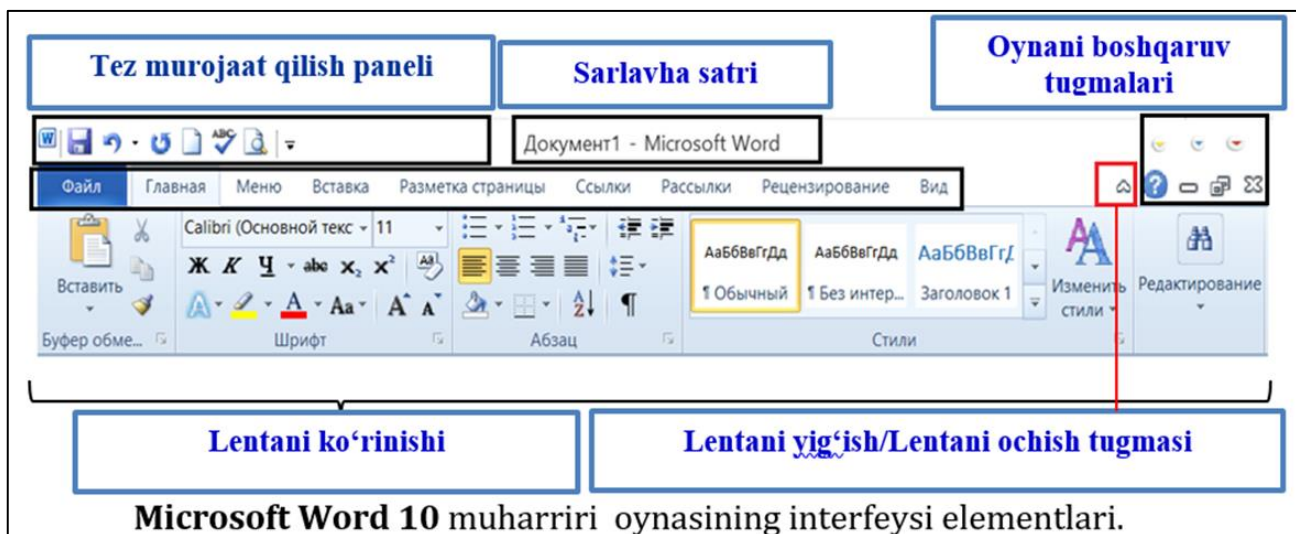 Tez murojaat qilish paneli
Sarlavha satri
Oynani boshqaruv
tugmalari
W ABC
Документ1 - Microsoft Word
Файл Главная Меню Вставка Разметка страницы Ссылки Рассылки Рецензирование Вид
?
Вставить
Calibri (Основной текс 11
Ж К Ч abc x₂ x² Aa
A A Aa A A
А Я ¶
АаБбВвГгДд АаБбВвГгДд АаБбВвГг
¶ Обычный ¶ Без интер... Заголовок 1
Изменить
стили
Редактирование
Буфер обме... Шрифт Абзац Стили
Lentani ko‘rinishi
Lentani yig‘ish/Lentani ochish tugmasi
Microsoft Word 10 muharriri oynasining interfeysi elementlari.